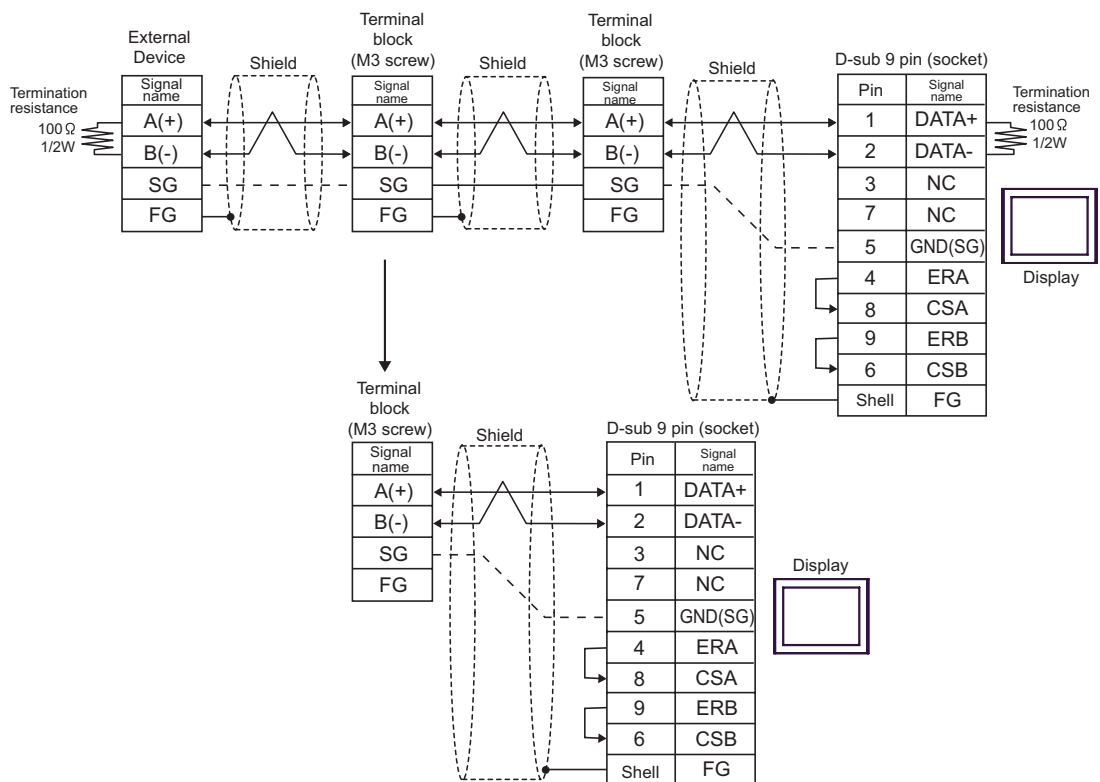 External
Device
Signal
name
A(+)
B(-)
SG
FG
Termination
resistance
100 Ω
1/2W
Shield
Terminal
block
(M3 screw)
Signal
name
A(+)
B(-)
SG
FG
Shield
Terminal
block
(M3 screw)
Signal
name
A(+)
B(-)
SG
FG
Shield
D-sub 9 pin (socket)
Pin Signal name
1 DATA+
2 DATA-
3 NC
7 NC
5 GND(SG)
4 ERA
8 CSA
9 ERB
6 CSB
Shell FG
Termination
resistance
100 Ω
1/2W
Display
Terminal
block
(M3 screw)
Signal
name
A(+)
B(-)
SG
FG
Shield
D-sub 9 pin (socket)
Pin Signal name
1 DATA+
2 DATA-
3 NC
7 NC
5 GND(SG)
4 ERA
8 CSA
9 ERB
6 CSB
Shell FG
Display